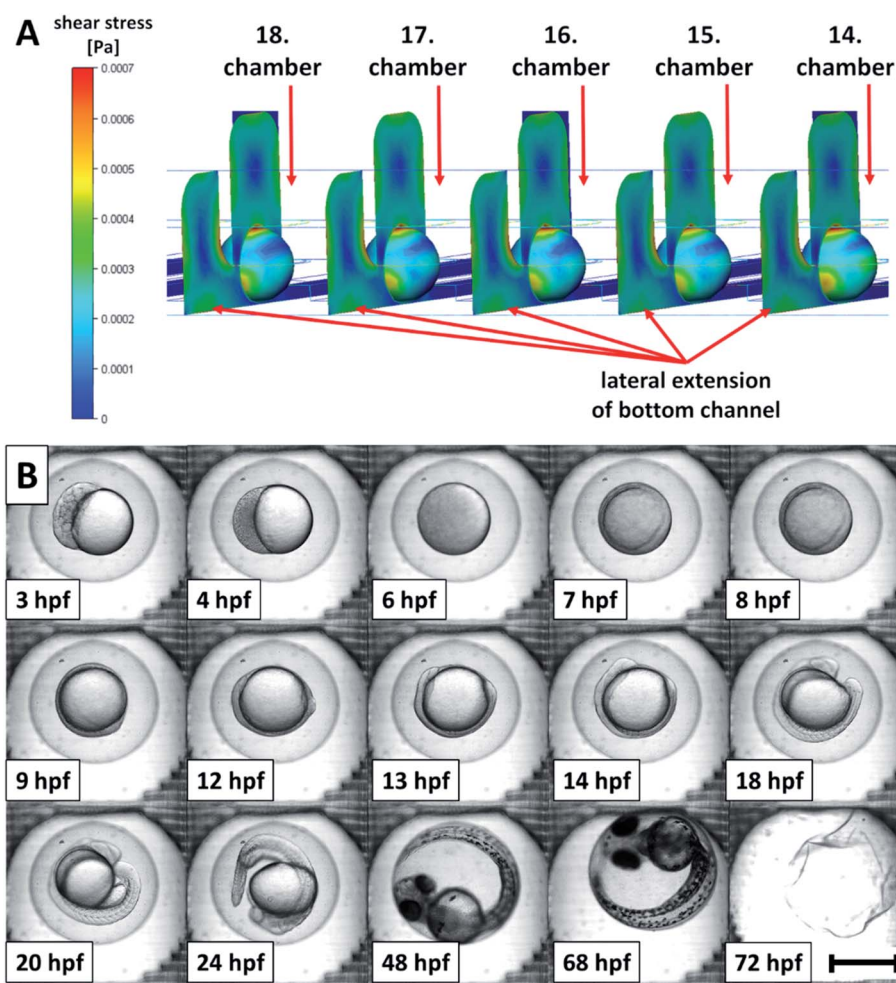 A
shear stress
[Pa]
18.
chamber
17.
chamber
16.
chamber
15.
chamber
14.
chamber
0.0007
0.0006
0.0005
0.0004
0.0003
0.0002
0.0001
0
lateral extension
of bottom channel
B
3 hpf
4 hpf
6 hpf
7 hpf
8 hpf
9 hpf
12 hpf
13 hpf
14 hpf
18 hpf
20 hpf
24 hpf
48 hpf
68 hpf
72 hpf